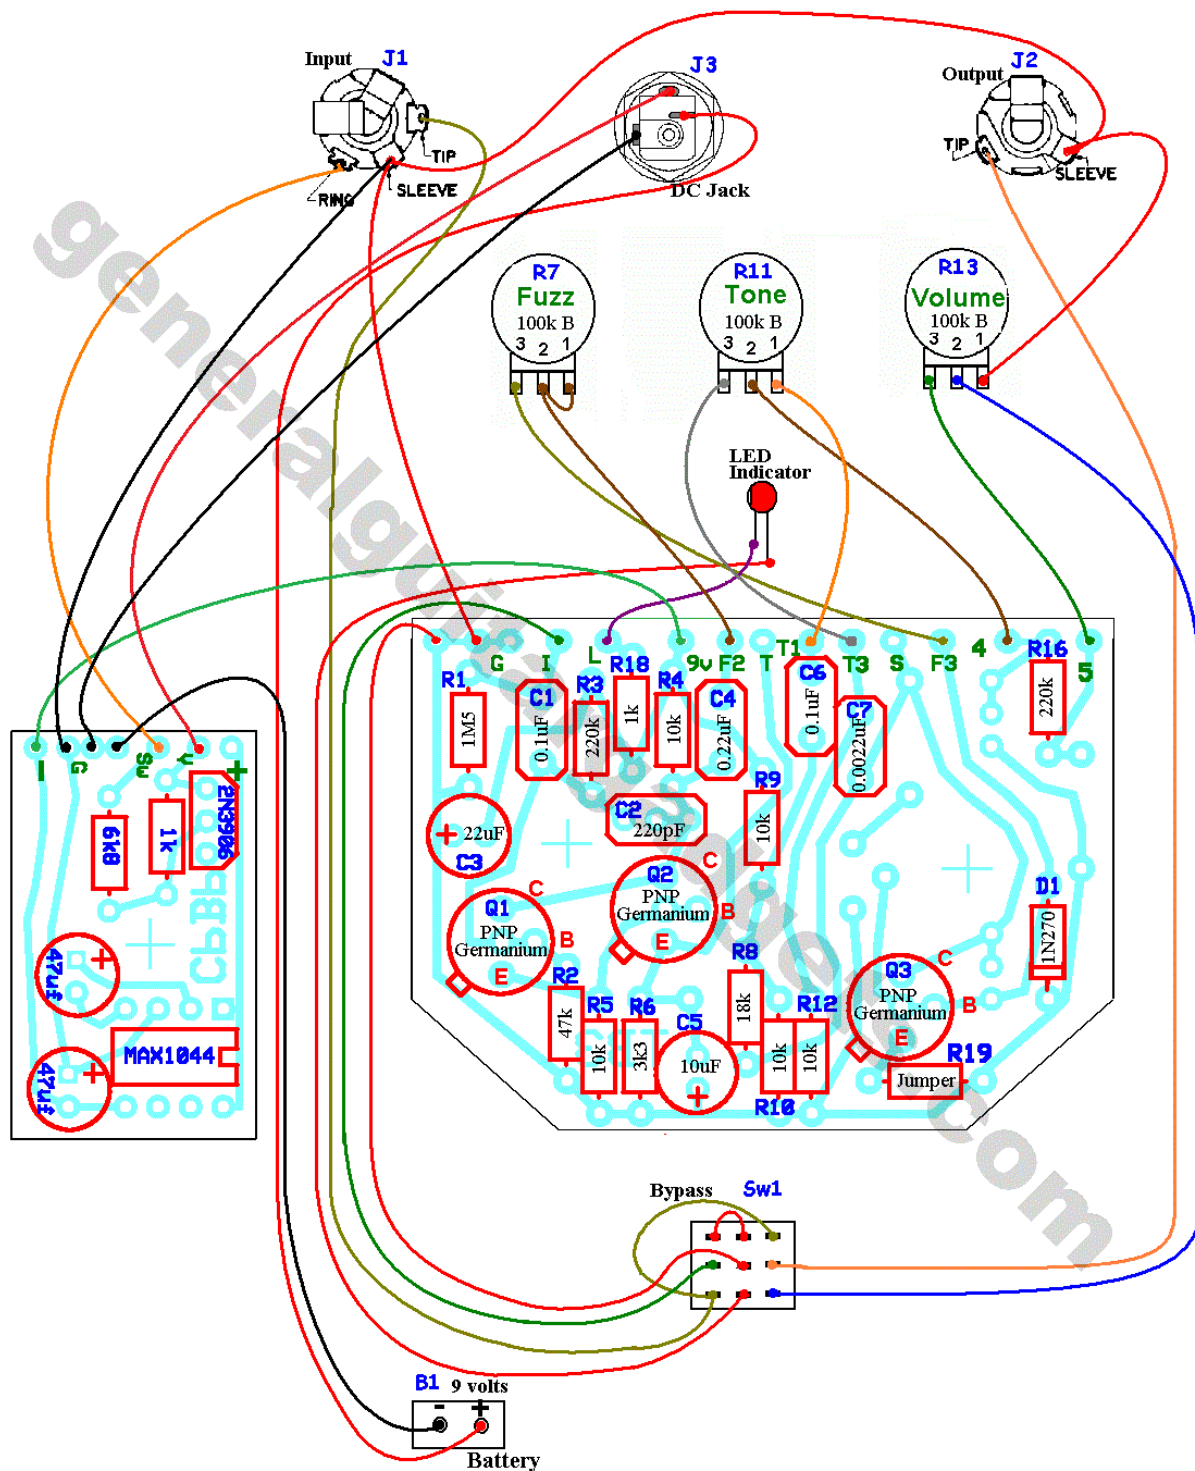 Input
J1
TIP
RING
SLEEVE
J3
DC Jack
J2
Output
TIP
SLEEVE
R7
Fuzz
100k B
3 2 1
R11
Tone
100k B
3 2 1
R13
Volume
100k B
3 2 1
LED
Indicator
G I L 9v F2 T T1 T3 S F3 4 5
R1
1M5
C1
0.1uF
R3
220k
R18
1k
R4
10k
C4
0.22uF
C6
0.1uF
C7
0.0022uF
R16
220k
R9
10k
C2
220pF
+ 22uF
C3
Q1
PNP
Germanium
C
B
E
Q2
PNP
Germanium
C
B
E
Q3
PNP
Germanium
C
B
E
D1
1N270
R2
47k
R5
10k
R6
3k3
C5
10uF
+
R8
18k
R10
10k
R12
10k
R19
Jumper
I G Sw V +
6k8
1k
2N3906
47uf
+
47uf
+
MAX1044
Bypass
Sw1
B1 9 volts
- +
Battery
generalguitargadgets.com